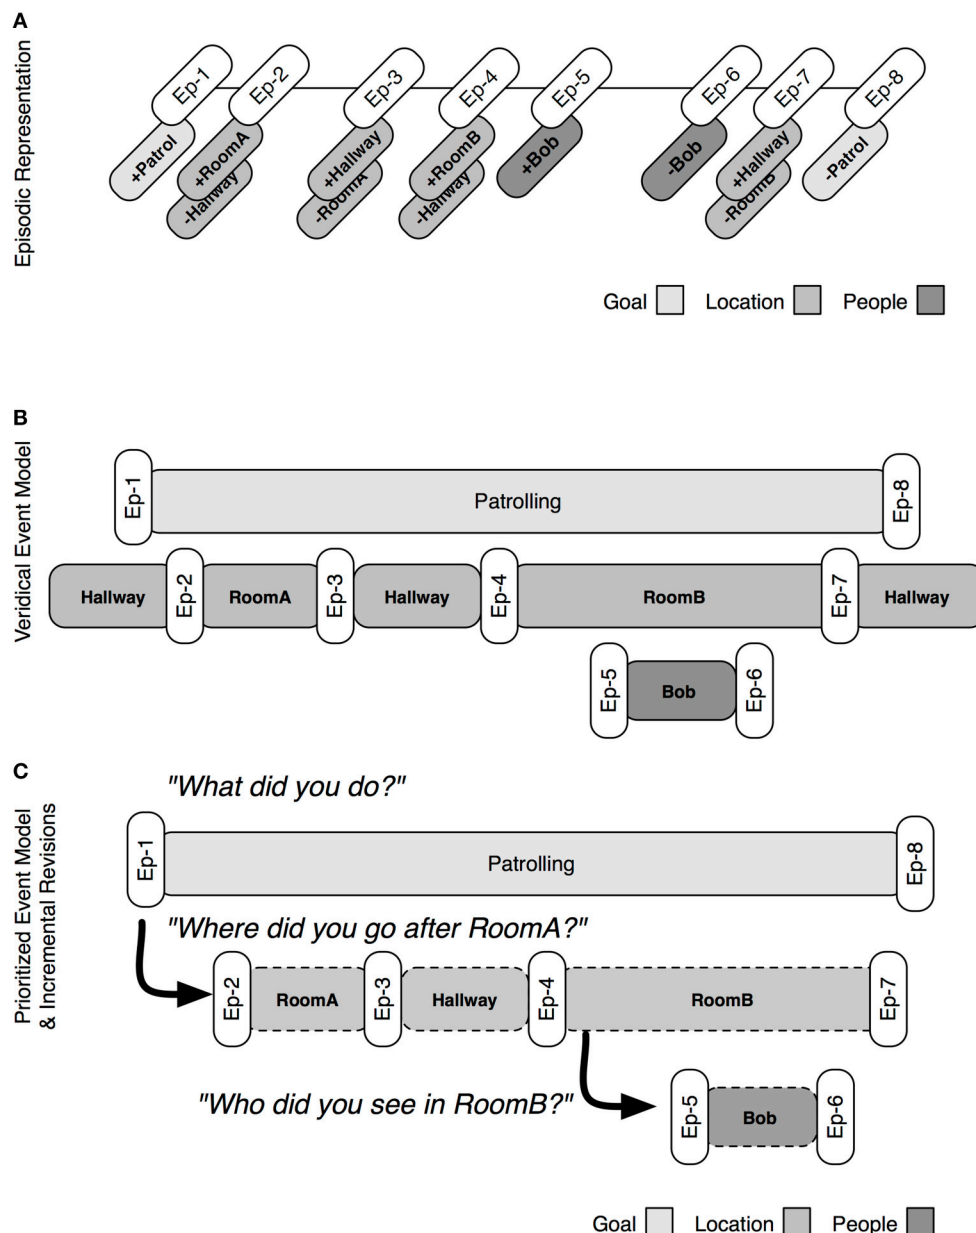 A
Episodic Representation
Ep-1
Ep-2
Ep-3
Ep-4
Ep-5
Ep-6
Ep-7
Ep-8
+Patrol
+RoomA
-Hallway
+Hallway
-RoomA
+RoomB
-Hallway
+Bob
-Bob
+Hallway
-RoomB
-Patrol
Goal
Location
People
B
Veridical Event Model
Ep-1
Patrolling
Ep-8
Hallway
Ep-2
RoomA
Ep-3
Hallway
Ep-4
RoomB
Ep-7
Hallway
Ep-5
Bob
Ep-6
C
Prioritized Event Model
& Incremental Revisions
"What did you do?"
Ep-1
Patrolling
Ep-8
"Where did you go after RoomA?"
Ep-2
RoomA
Ep-3
Hallway
Ep-4
RoomB
Ep-7
"Who did you see in RoomB?"
Ep-5
Bob
Ep-6
Goal
Location
People